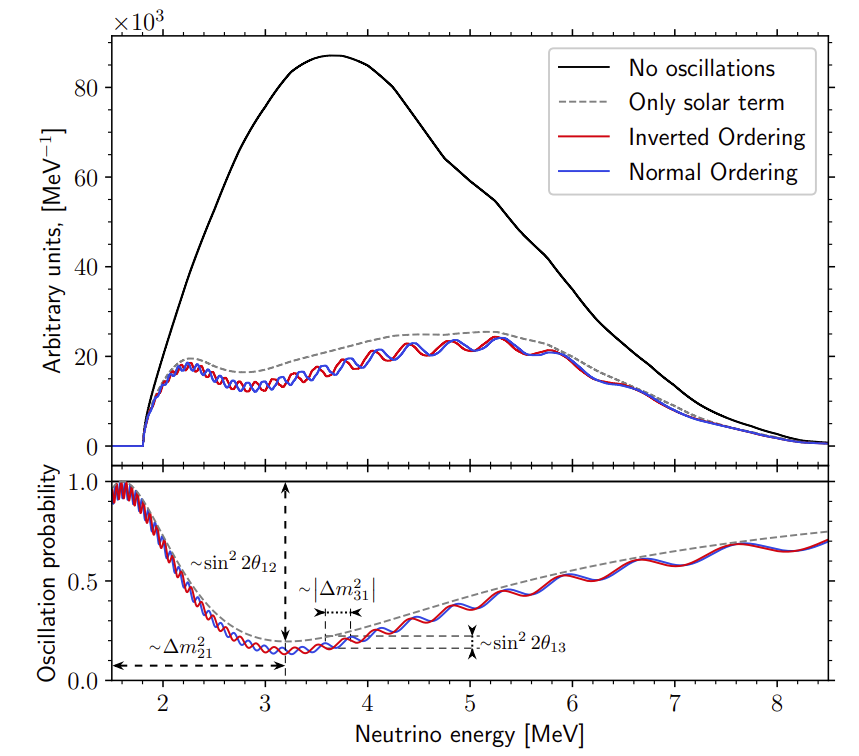 ×10³
80
60
40
20
0
Arbitrary units, [MeV⁻¹]
No oscillations
Only solar term
Inverted Ordering
Normal Ordering
1.0
0.5
0.0
Oscillation probability
~sin² 2θ₁₂
~|Δm²₃₁|
~Δm²₂₁
~sin² 2θ₁₃
2 3 4 5 6 7 8
Neutrino energy [MeV]